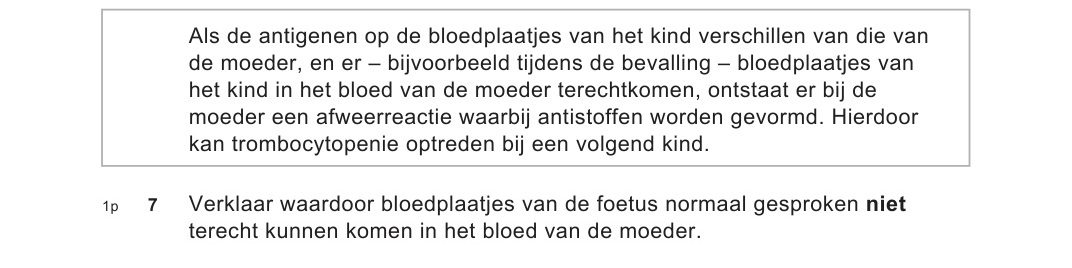 Als de antigenen op de bloedplaatjes van het kind verschillen van die van
de moeder, en er – bijvoorbeeld tijdens de bevalling – bloedplaatjes van
het kind in het bloed van de moeder terechtkomen, ontstaat er bij de
moeder een afweerreactie waarbij antistoffen worden gevormd. Hierdoor
kan trombocytopenie optreden bij een volgend kind.
1p 7 Verklaar waardoor bloedplaatjes van de foetus normaal gesproken niet
terecht kunnen komen in het bloed van de moeder.